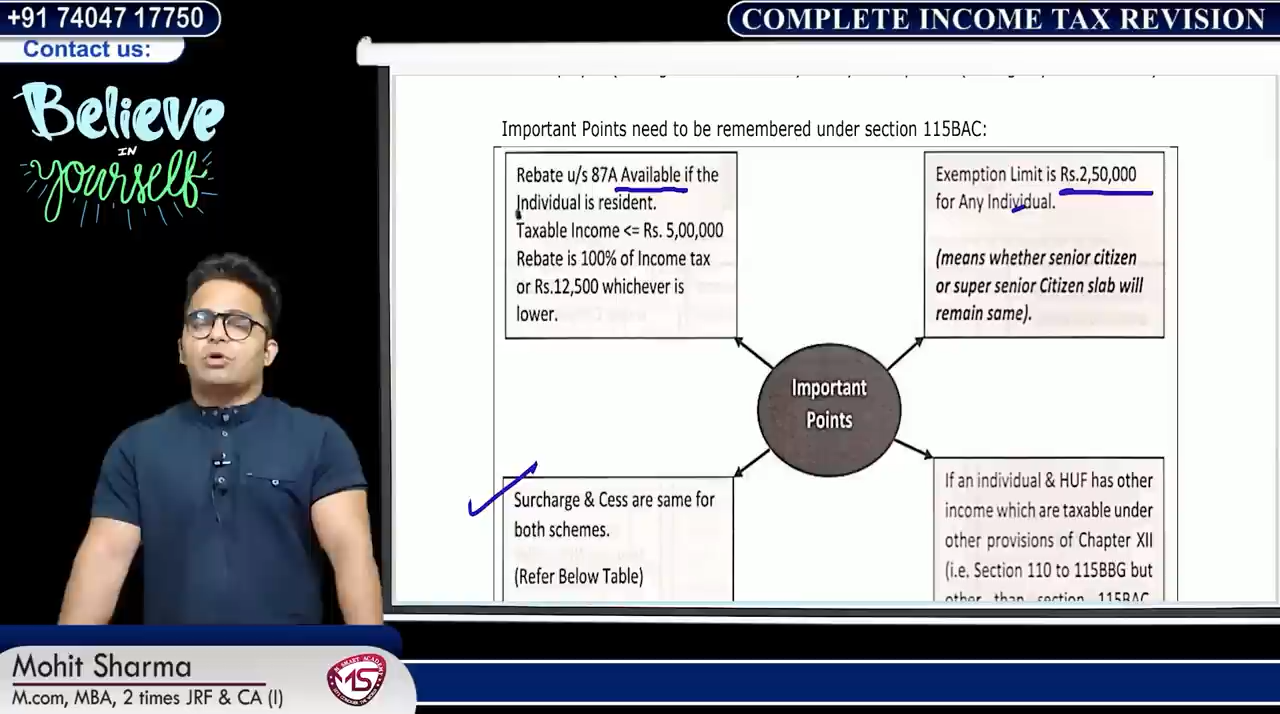 +91 74047 17750
Contact us:
COMPLETE INCOME TAX REVISION
Believe
IN
yourself
Important Points need to be remembered under section 115BAC:
Rebate u/s 87A Available if the
Individual is resident.
Taxable Income <= Rs. 5,00,000
Rebate is 100% of Income tax
or Rs.12,500 whichever is
lower.
Exemption Limit is Rs.2,50,000
for Any Individual.
(means whether senior citizen
or super senior Citizen slab will
remain same).
Important
Points
Surcharge & Cess are same for
both schemes.
(Refer Below Table)
If an individual & HUF has other
income which are taxable under
other provisions of Chapter XII
(i.e. Section 110 to 115BBG but
other than section 115BAC,
Mohit Sharma
M.com, MBA, 2 times JRF & CA (I)
MS